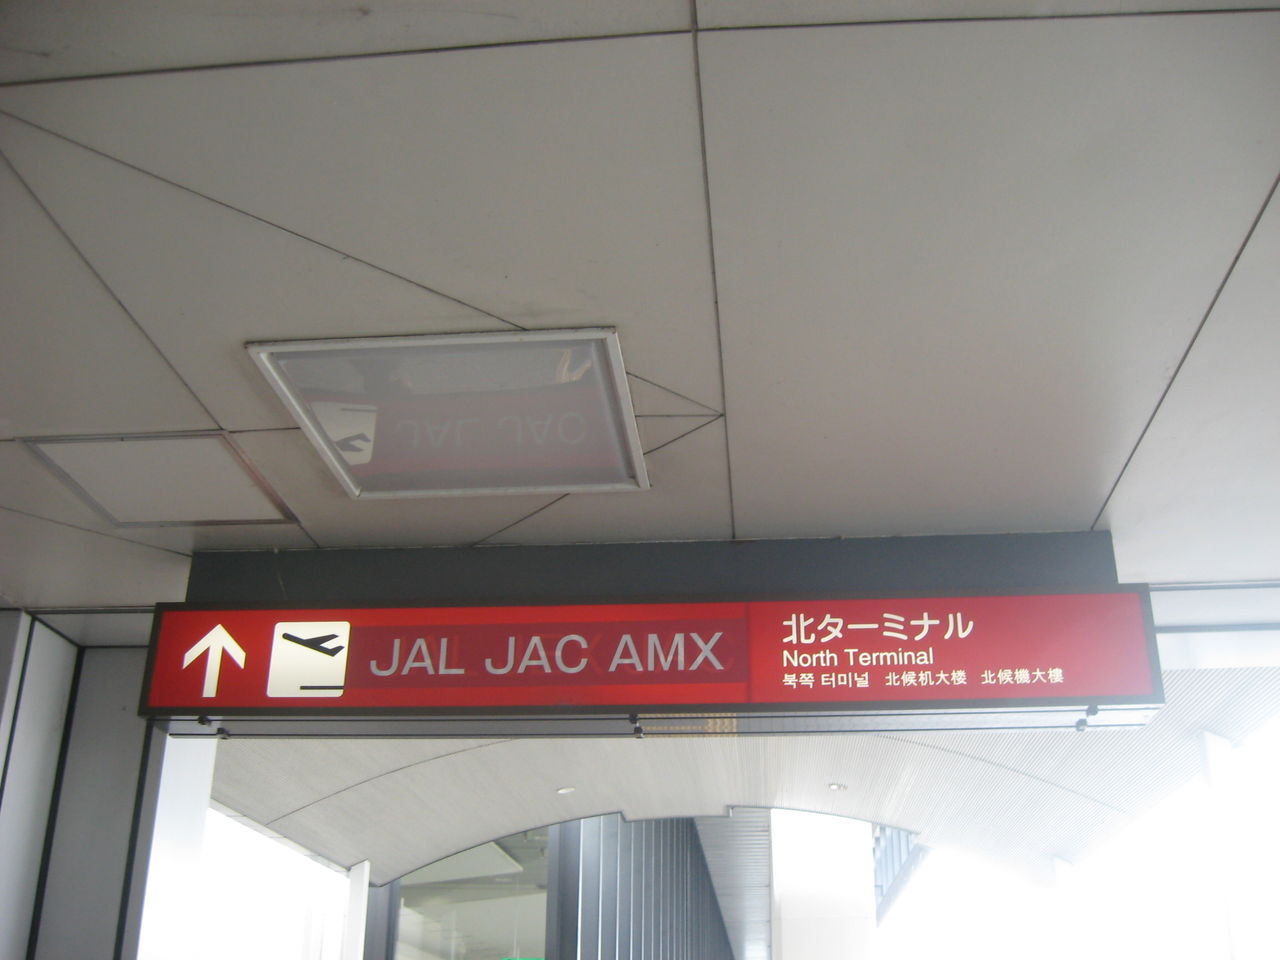 JAL JAC AMX
北ターミナル
North Terminal
북쪽 터미널 北候机大楼 北候機大樓